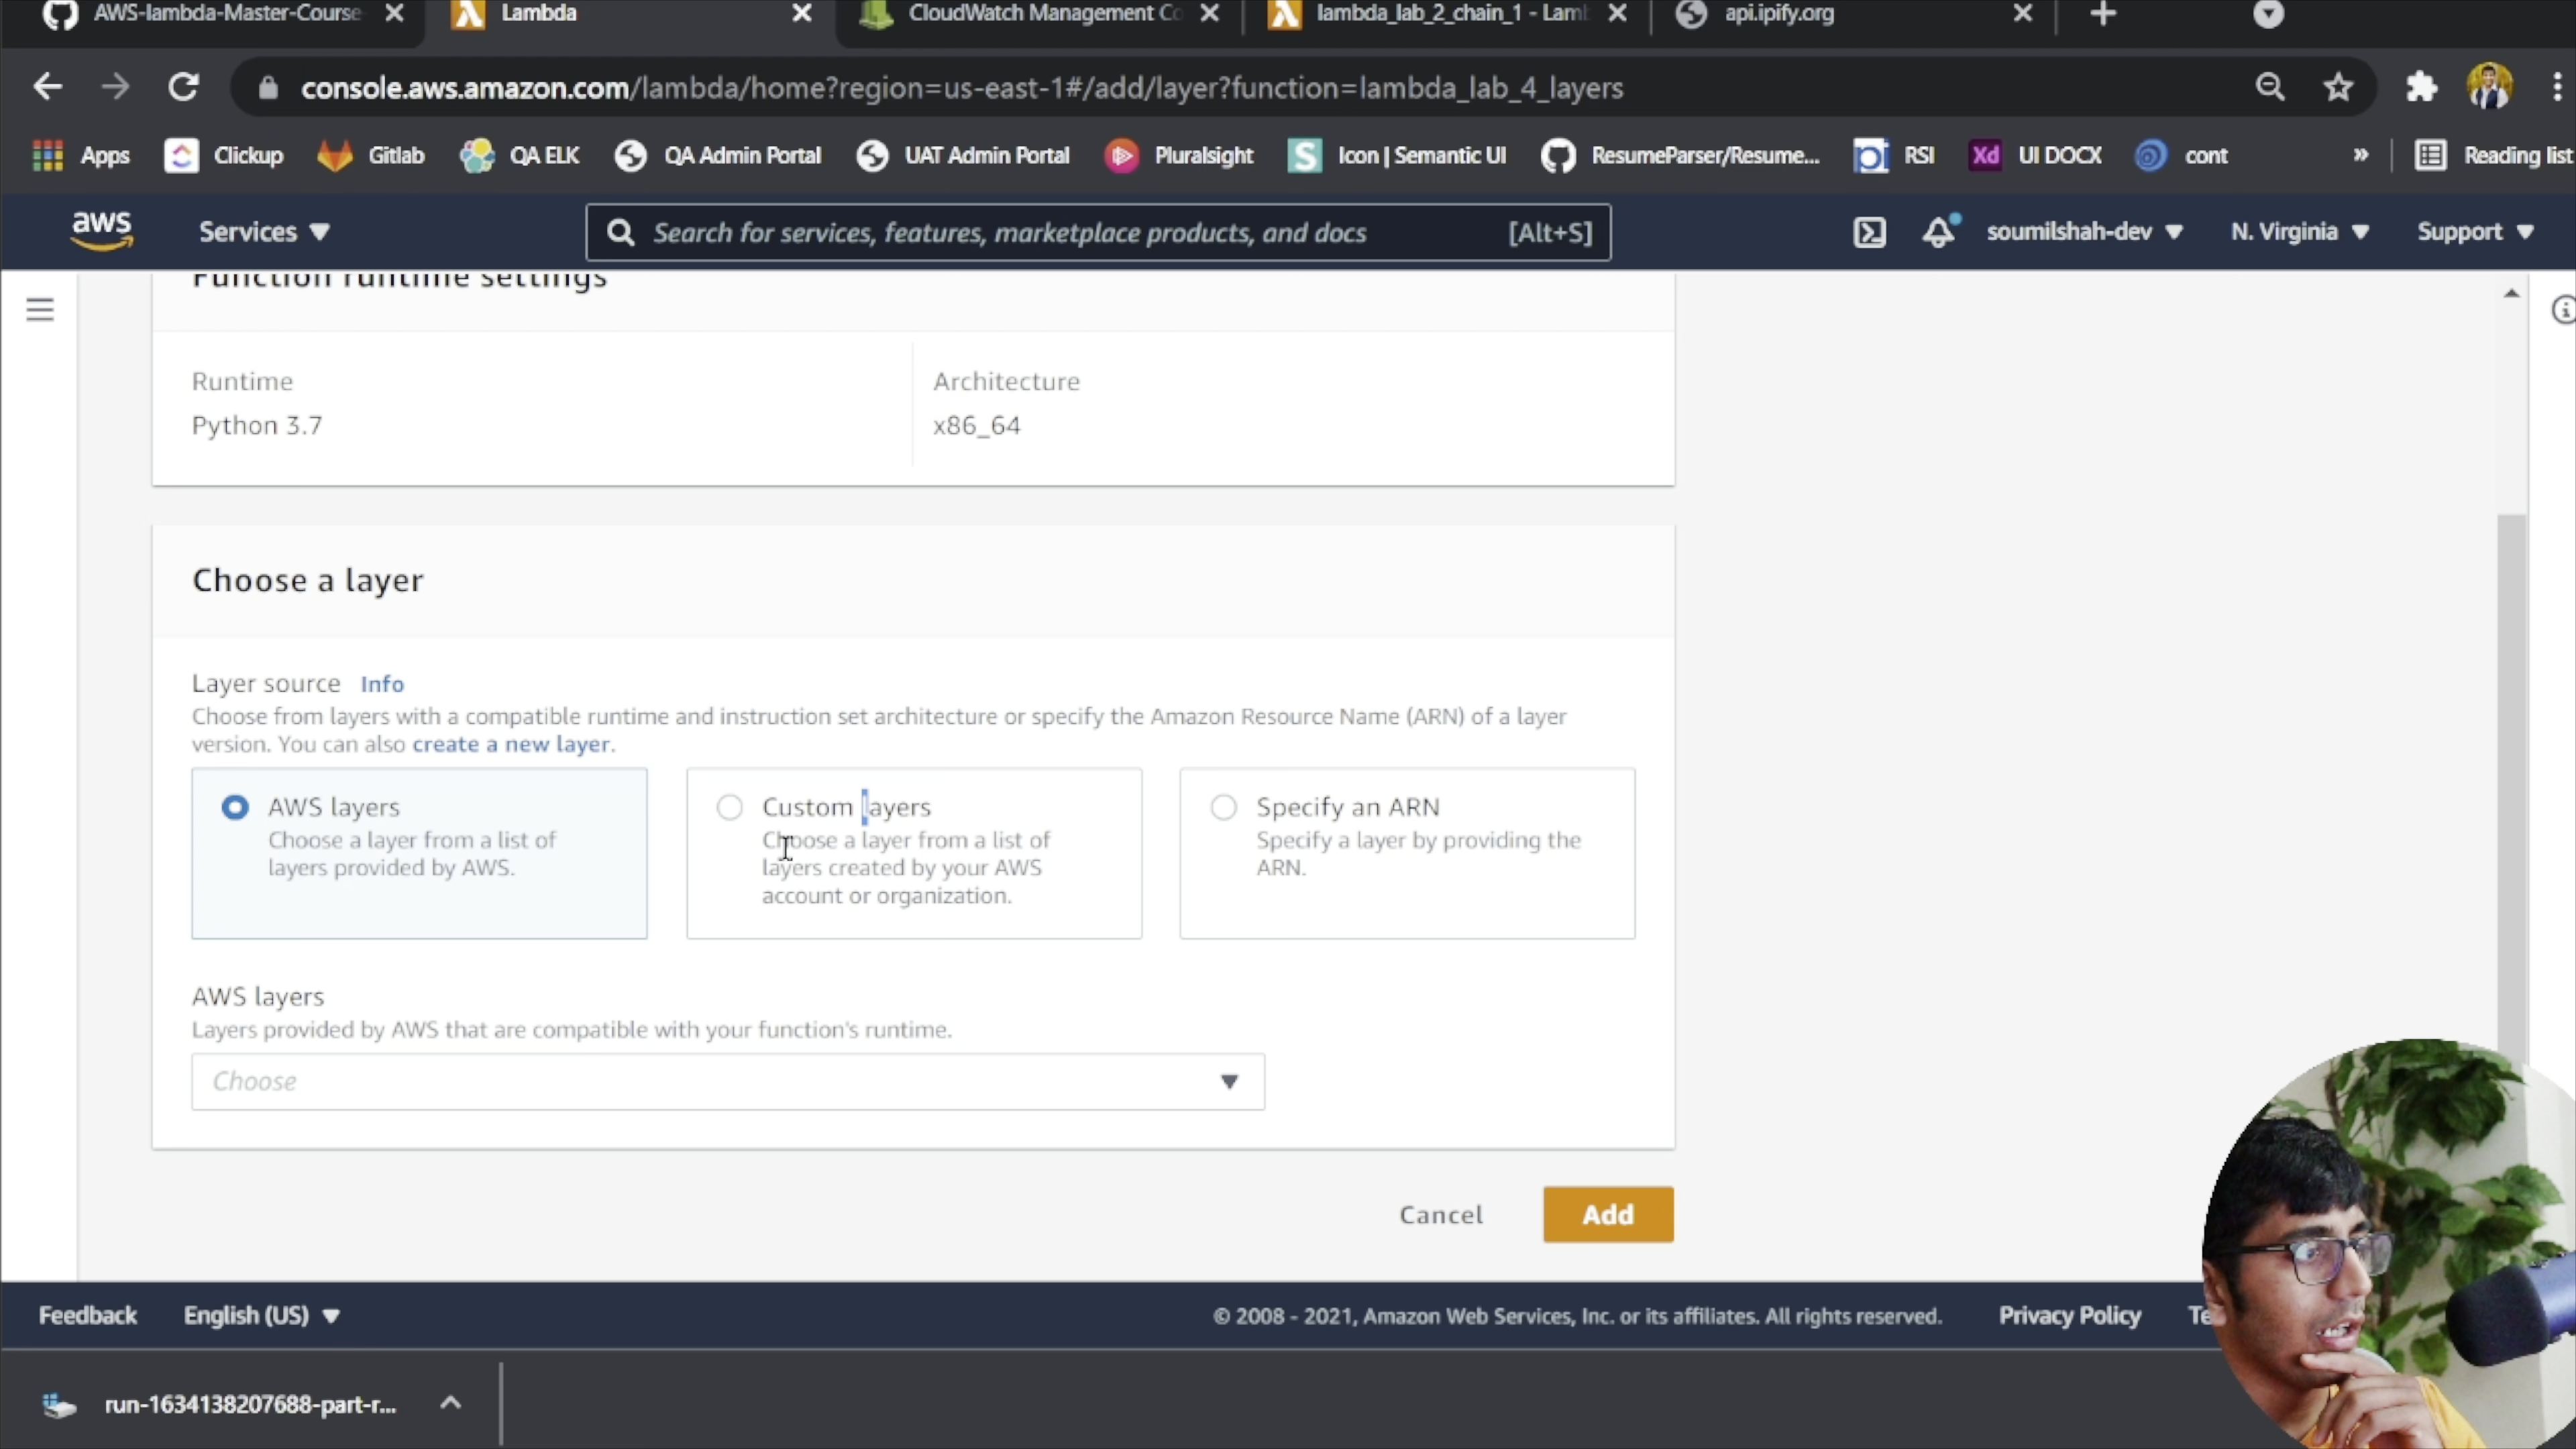 AWS-lambda-Master-Course
Lambda
CloudWatch Management Co
lambda_lab_2_chain_1 - Lam
api.ipify.org
console.aws.amazon.com/lambda/home?region=us-east-1#/add/layer?function=lambda_lab_4_layers
Apps
Clickup
Gitlab
QA ELK
QA Admin Portal
UAT Admin Portal
Pluralsight
S
Icon | Semantic UI
ResumeParser/Resume...
RSI
Xd
UI DOCX
cont
»
Reading list
aws
Services
Search for services, features, marketplace products, and docs
[Alt+S]
soumilshah-dev
N. Virginia
Support
Function runtime settings
Runtime
Architecture
Python 3.7
x86_64
Choose a layer
Layer source Info
Choose from layers with a compatible runtime and instruction set architecture or specify the Amazon Resource Name (ARN) of a layer
version. You can also create a new layer.
AWS layers
Choose a layer from a list of
layers provided by AWS.
Custom layers
Choose a layer from a list of
layers created by your AWS
account or organization.
Specify an ARN
Specify a layer by providing the
ARN.
AWS layers
Layers provided by AWS that are compatible with your function's runtime.
Choose
Cancel
Add
Feedback
English (US)
© 2008 - 2021, Amazon Web Services, Inc. or its affiliates. All rights reserved.
Privacy Policy
Te
run-1634138207688-part-r...